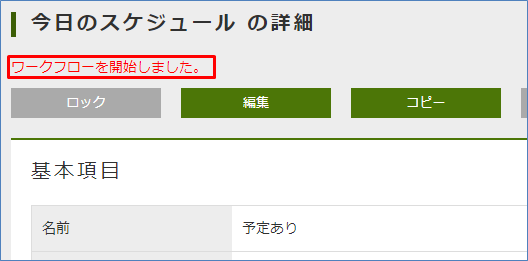 今日のスケジュール の詳細
ワークフローを開始しました。
ロック 編集 コピー
基本項目
名前 予定あり